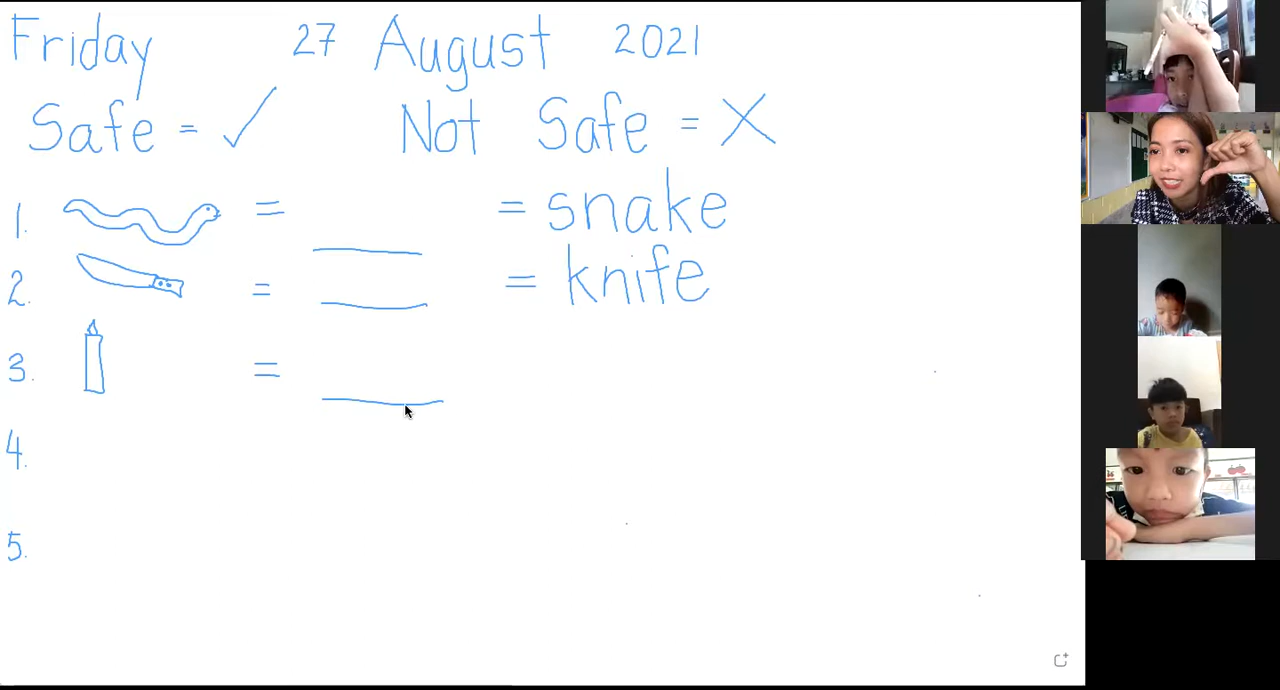 Friday 27 August 2021
Safe = ✓ Not Safe = X
1. = = snake
2. = = knife
3. =
4.
5.